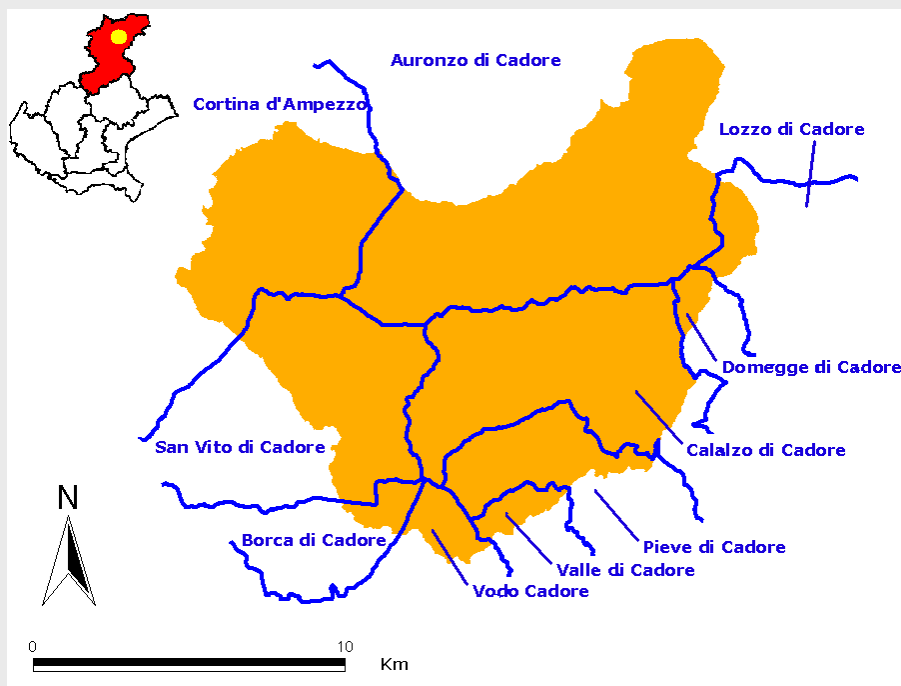 Auronzo di Cadore
Cortina d'Ampezzo
Lozzo di Cadore
Domegge di Cadore
San Vito di Cadore
Calalzo di Cadore
N
Borca di Cadore
Pieve di Cadore
Valle di Cadore
Vodo Cadore
0 10
Km